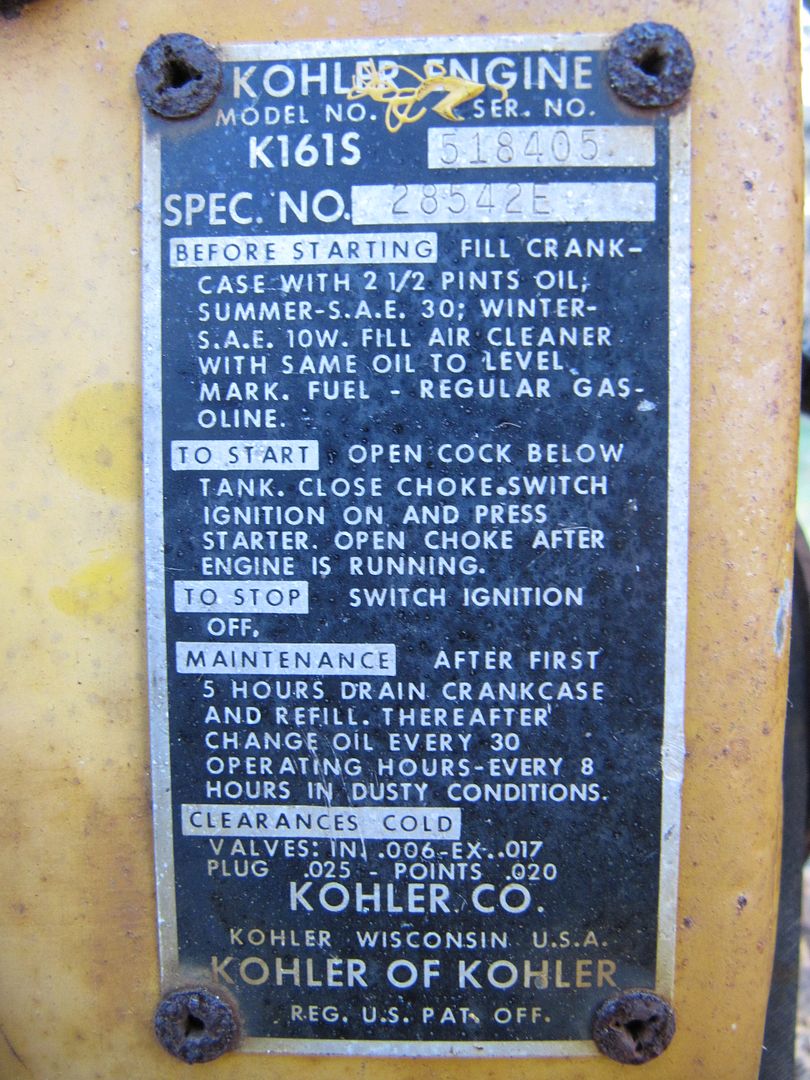 KOHLER ENGINE
MODEL NO. SER. NO.
K161S 518405
SPEC. NO. 28542E
BEFORE STARTING FILL CRANK-
CASE WITH 2 1/2 PINTS OIL;
SUMMER-S.A.E. 30; WINTER-
S.A.E. 10W. FILL AIR CLEANER
WITH SAME OIL TO LEVEL
MARK. FUEL - REGULAR GAS-
OLINE.
TO START OPEN COCK BELOW
TANK. CLOSE CHOKE.SWITCH
IGNITION ON AND PRESS
STARTER. OPEN CHOKE AFTER
ENGINE IS RUNNING.
TO STOP SWITCH IGNITION
OFF.
MAINTENANCE AFTER FIRST
5 HOURS DRAIN CRANKCASE
AND REFILL. THEREAFTER
CHANGE OIL EVERY 30
OPERATING HOURS-EVERY 8
HOURS IN DUSTY CONDITIONS.
CLEARANCES COLD
VALVES: IN. .006-EX-.017
PLUG .025 - POINTS .020
KOHLER CO.
KOHLER WISCONSIN U.S.A.
KOHLER OF KOHLER
REG. U.S. PAT. OFF.